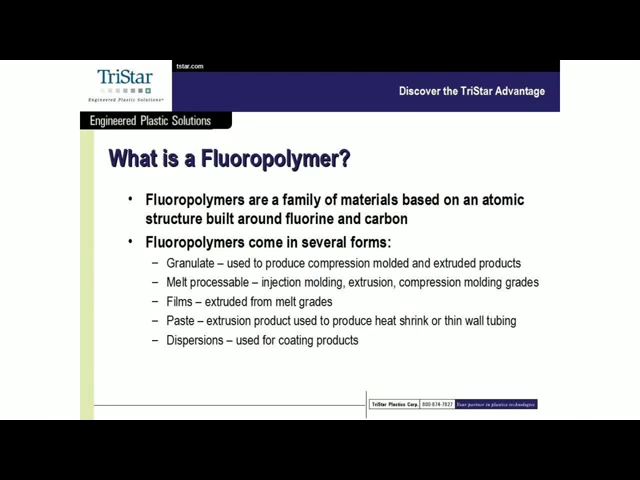 tstar.com
TriStar
Engineered Plastic Solutions
Discover the TriStar Advantage
Engineered Plastic Solutions
What is a Fluoropolymer?
• Fluoropolymers are a family of materials based on an atomic
structure built around fluorine and carbon
• Fluoropolymers come in several forms:
– Granulate – used to produce compression molded and extruded products
– Melt processable – injection molding, extrusion, compression molding grades
– Films – extruded from melt grades
– Paste – extrusion product used to produce heat shrink or thin wall tubing
– Dispersions – used for coating products
TriStar Plastics Corp. 800-874-7827 Your partner in plastics technologies